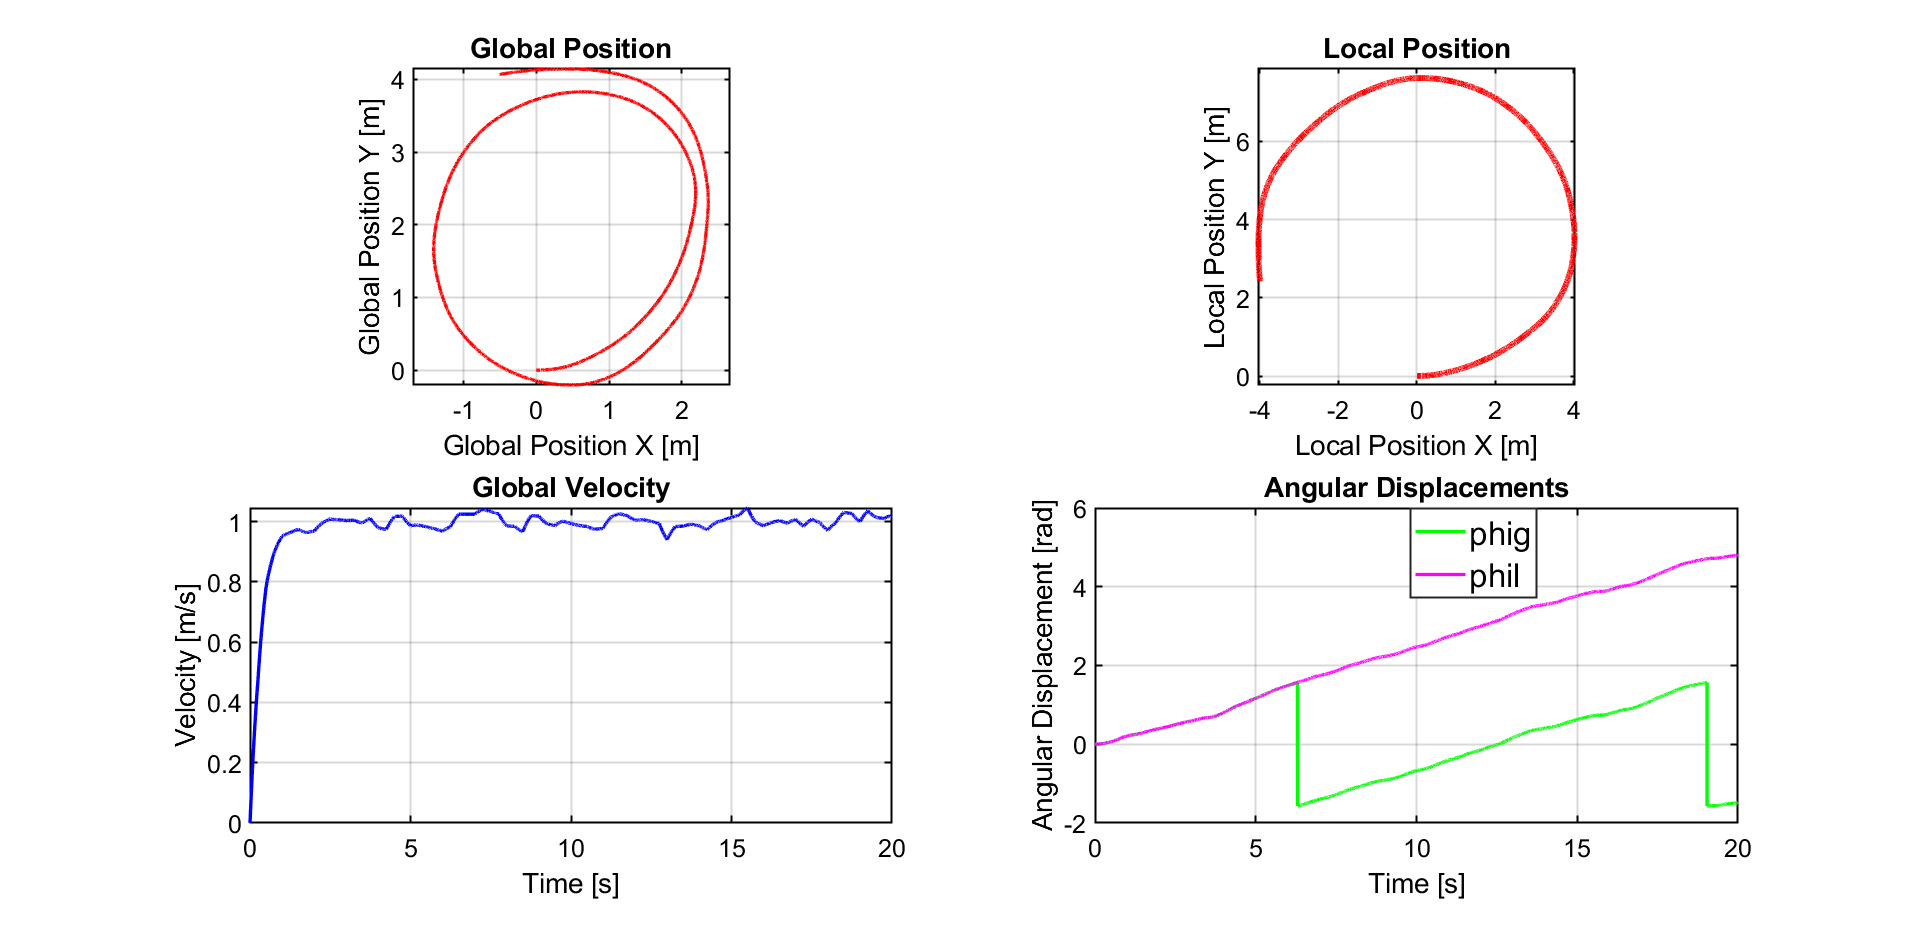 Global Position
Global Position Y [m]
4
3
2
1
0
-1 0 1 2
Global Position X [m]
Local Position
Local Position Y [m]
6
4
2
0
-4 -2 0 2 4
Local Position X [m]
Global Velocity
Velocity [m/s]
1
0.8
0.6
0.4
0.2
0
0 5 10 15 20
Time [s]
Angular Displacements
Angular Displacement [rad]
6
4
2
0
-2
phig
phil
0 5 10 15 20
Time [s]